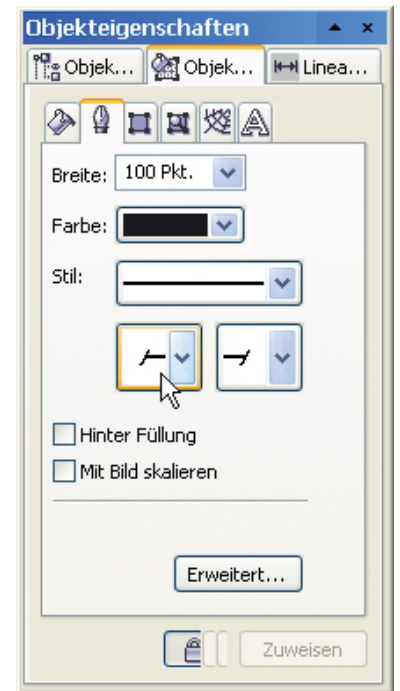 Objekteigenschaften
Objek... Objek... Linea...
Breite: 100 Pkt.
Farbe:
Stil:
Hinter Füllung
Mit Bild skalieren
Erweitert...
Zuweisen